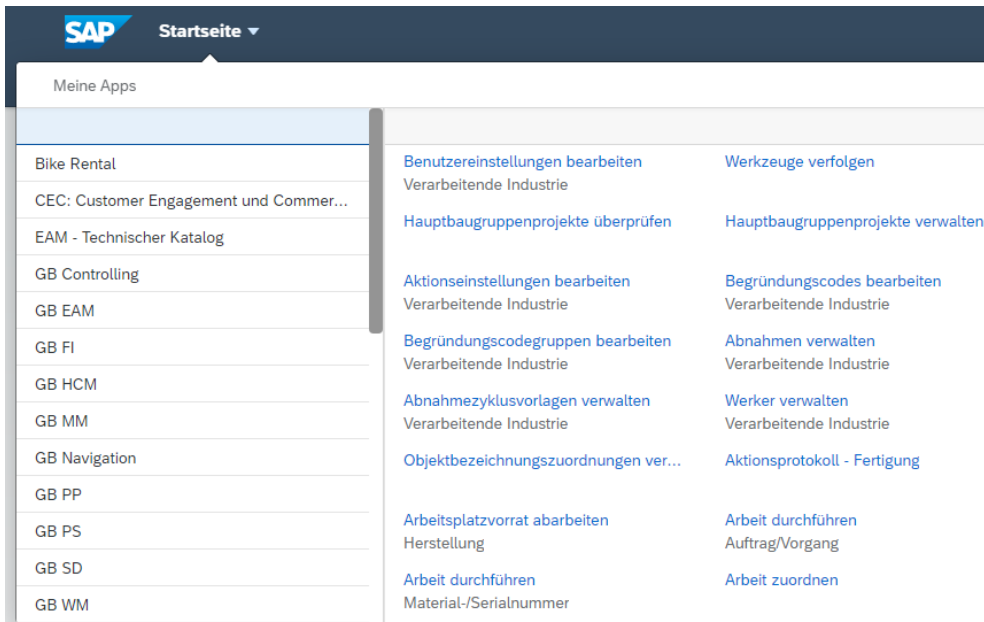 SAP Startseite
Meine Apps
Bike Rental
CEC: Customer Engagement und Commer...
EAM - Technischer Katalog
GB Controlling
GB EAM
GB FI
GB HCM
GB MM
GB Navigation
GB PP
GB PS
GB SD
GB WM
Benutzereinstellungen bearbeiten
Verarbeitende Industrie
Werkzeuge verfolgen
Hauptbaugruppenprojekte überprüfen
Hauptbaugruppenprojekte verwalten
Aktionseinstellungen bearbeiten
Verarbeitende Industrie
Begründungscodes bearbeiten
Verarbeitende Industrie
Begründungscodegruppen bearbeiten
Verarbeitende Industrie
Abnahmen verwalten
Verarbeitende Industrie
Abnahmezyklusvorlagen verwalten
Verarbeitende Industrie
Werker verwalten
Verarbeitende Industrie
Objektbezeichnungszuordnungen ver...
Aktionsprotokoll - Fertigung
Arbeitsplatzvorrat abarbeiten
Herstellung
Arbeit durchführen
Auftrag/Vorgang
Arbeit durchführen
Material-/Serialnummer
Arbeit zuordnen